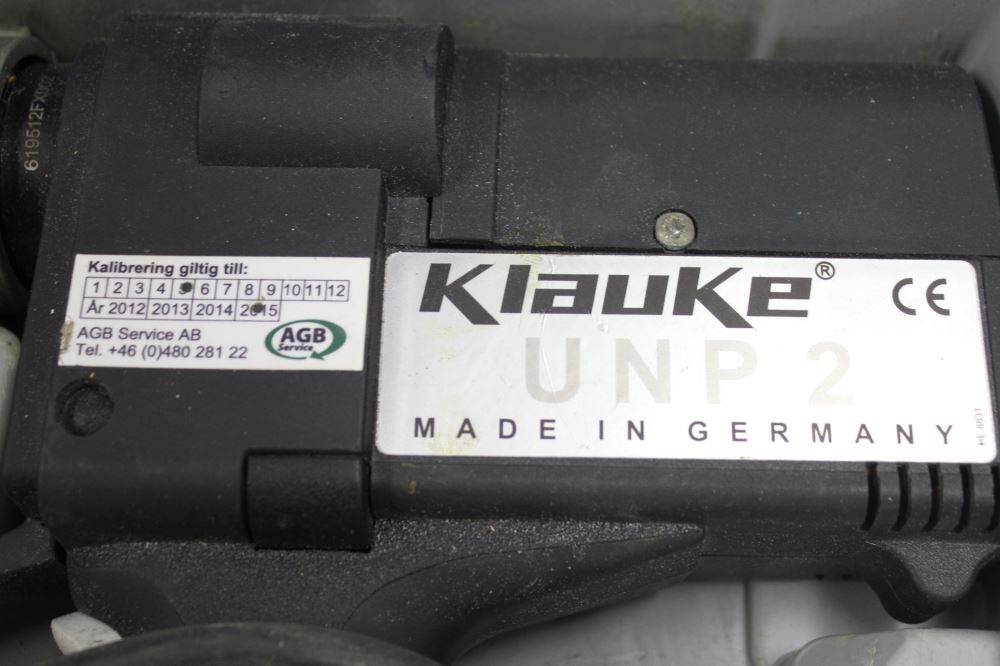 Kalibrering giltig till:
1 2 3 4 5 6 7 8 9 10 11 12
År 2012 2013 2014 2015
AGB Service AB
Tel. +46 (0)480 281 22
AGB
Service
Klauke® CE
UNP 2
MADE IN GERMANY